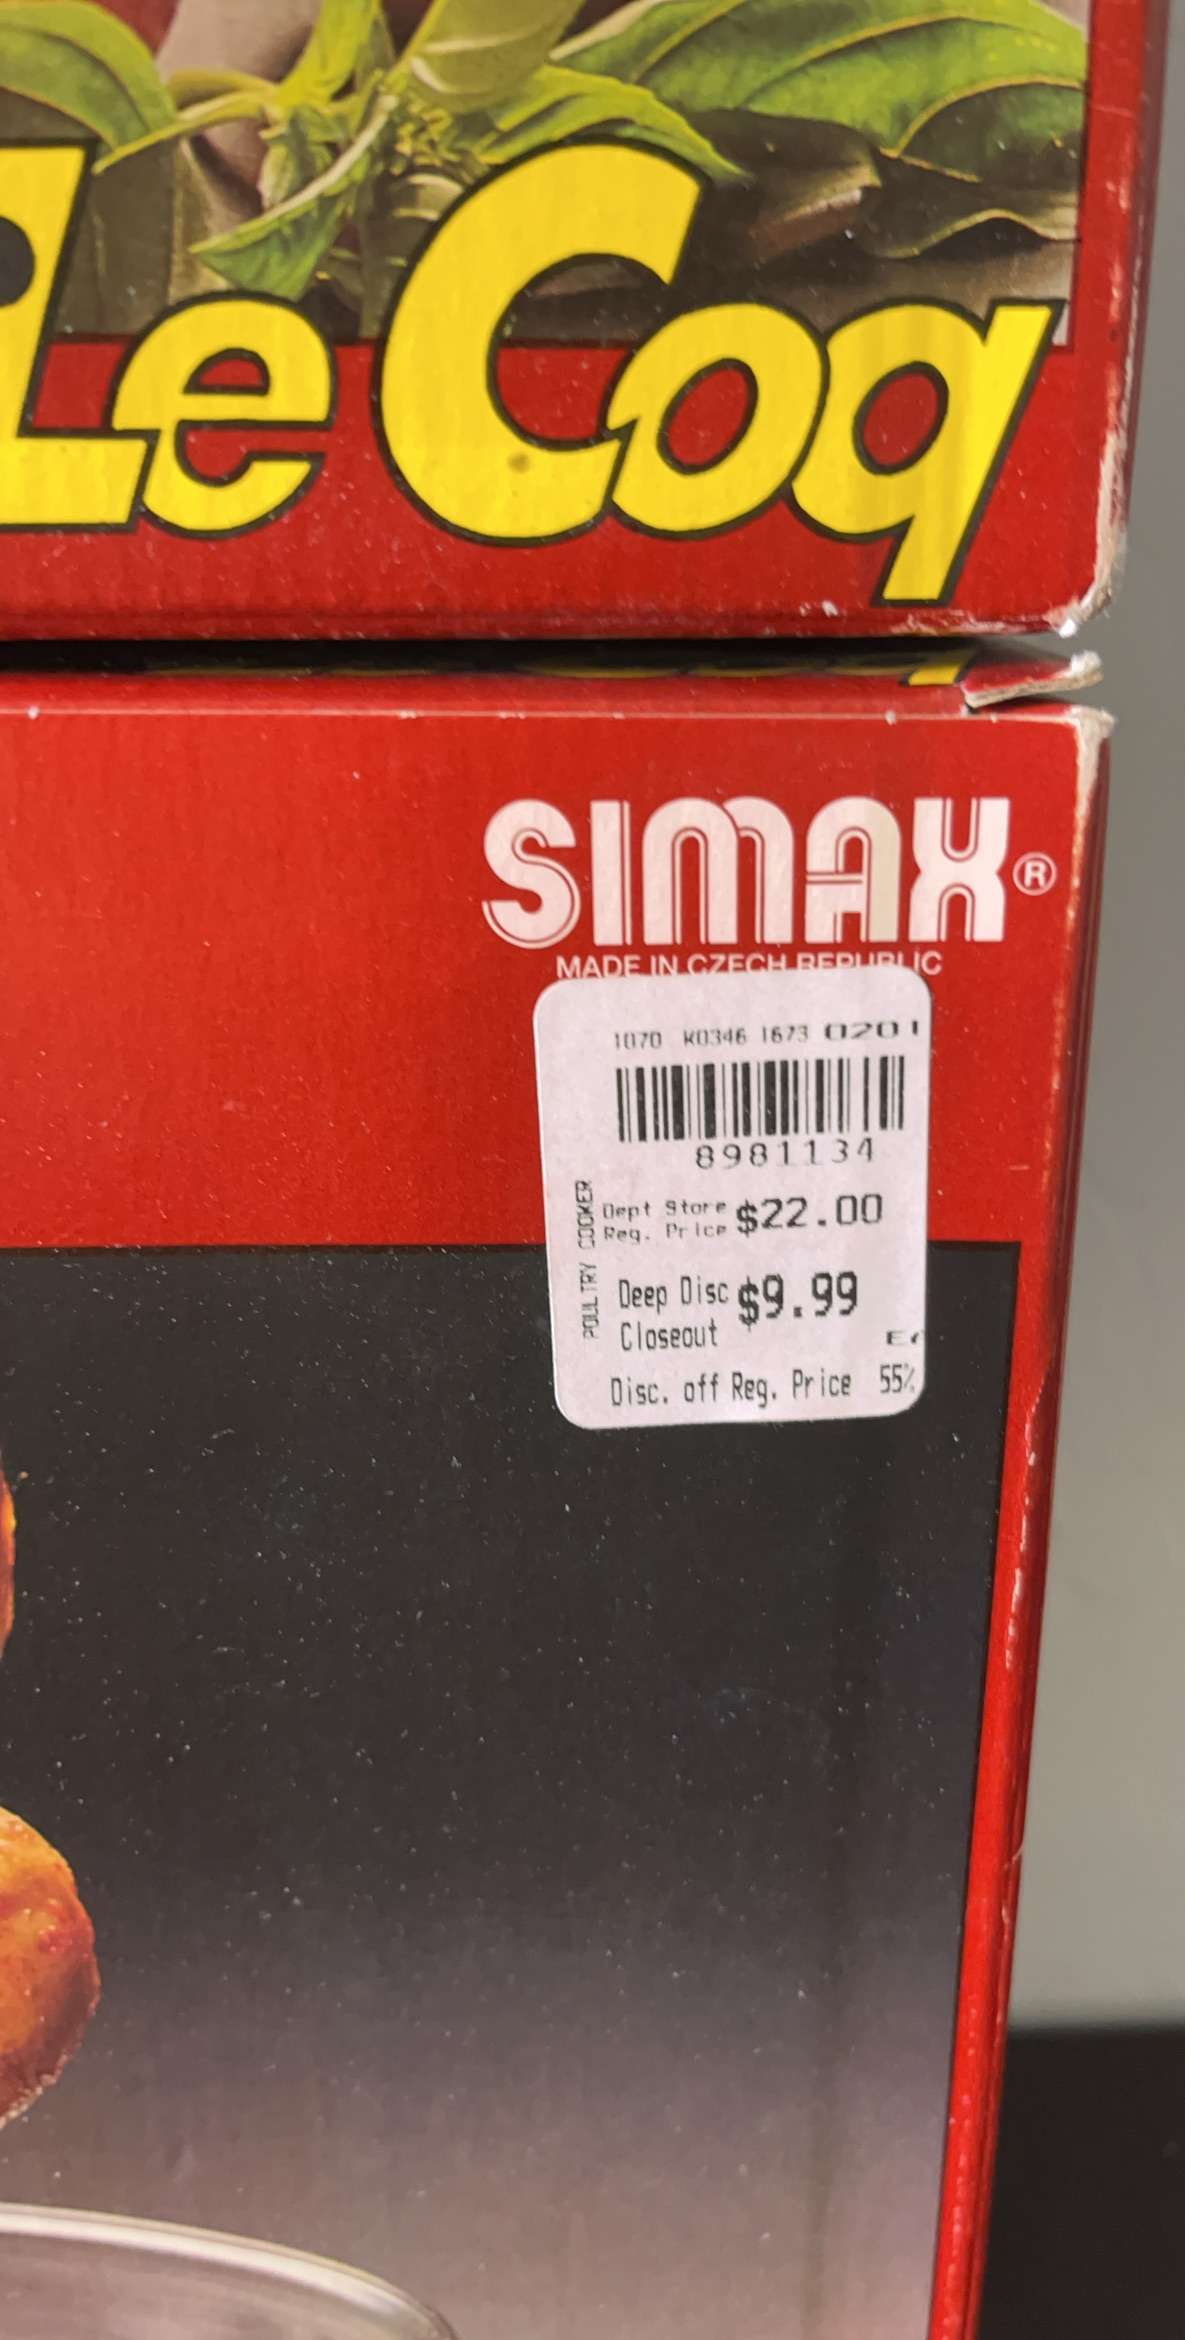 Le Coq
SIMAX®
MADE IN CZECH REPUBLIC
1070 K0346 1673 0201
8981134
POULTRY COOKER
Dept Store
Reg. Price $22.00
Deep Disc $9.99
Closeout
Disc. off Reg. Price 55%